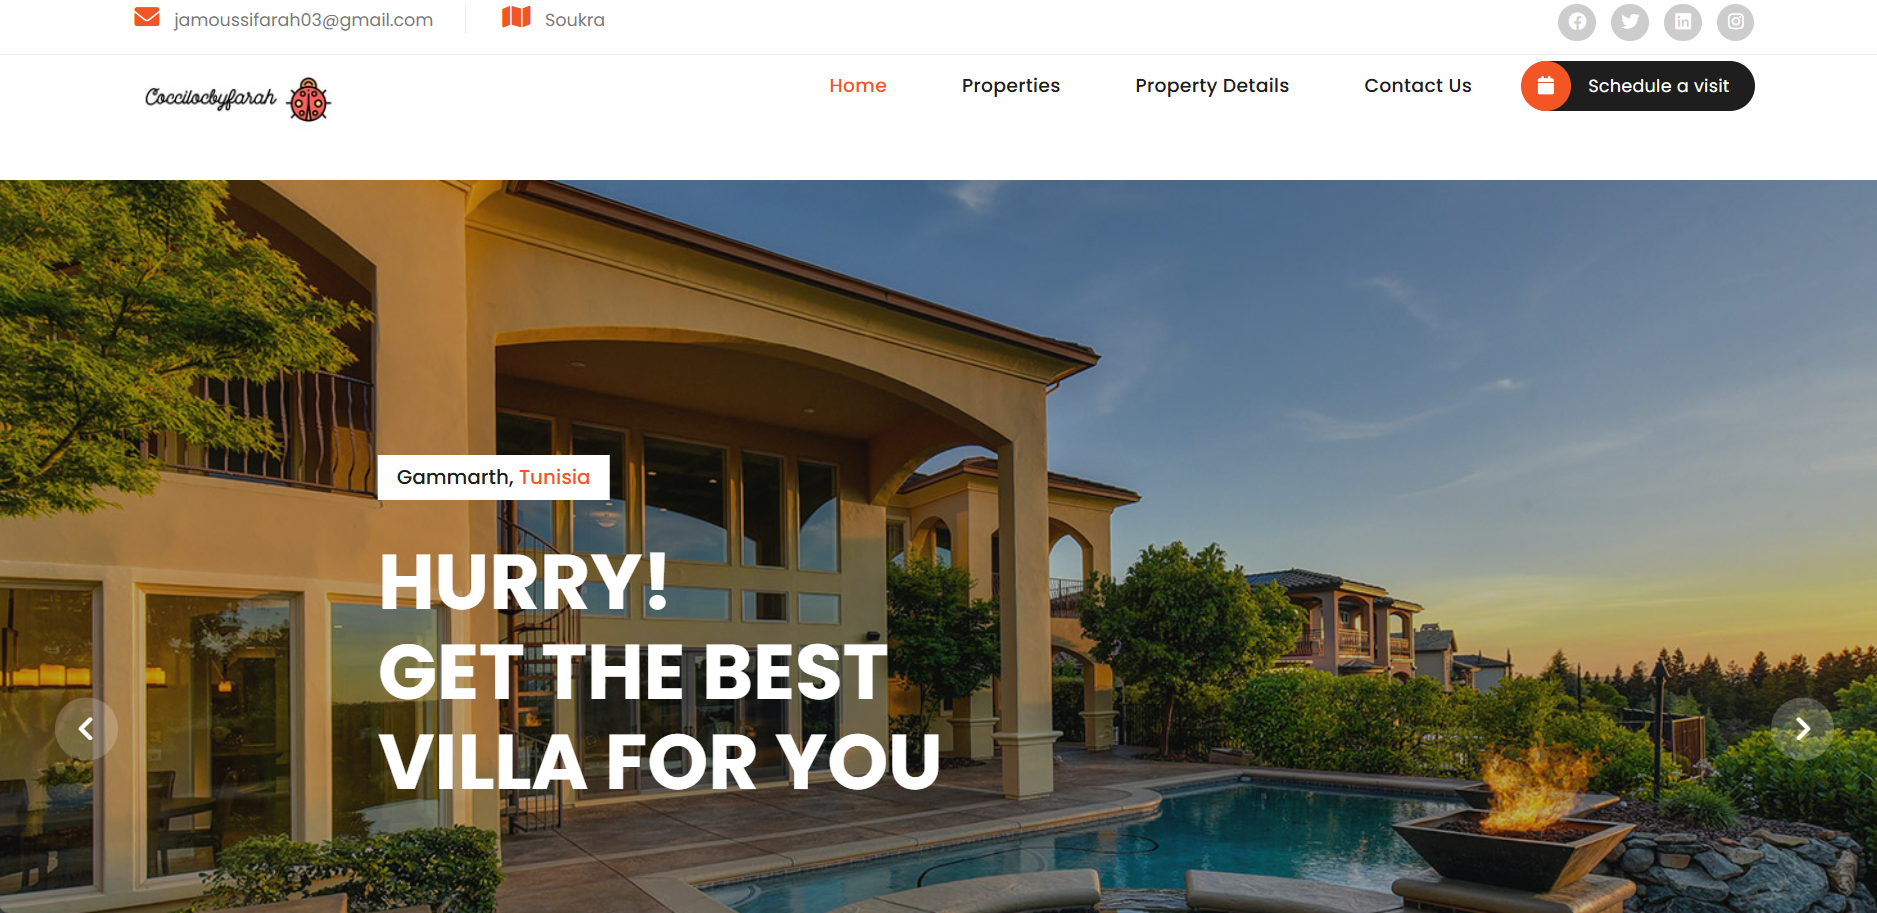 jamoussifarah03@gmail.com
Soukra
Coccilocbyfarah
Home
Properties
Property Details
Contact Us
Schedule a visit
Gammarth, Tunisia
HURRY!
GET THE BEST
VILLA FOR YOU